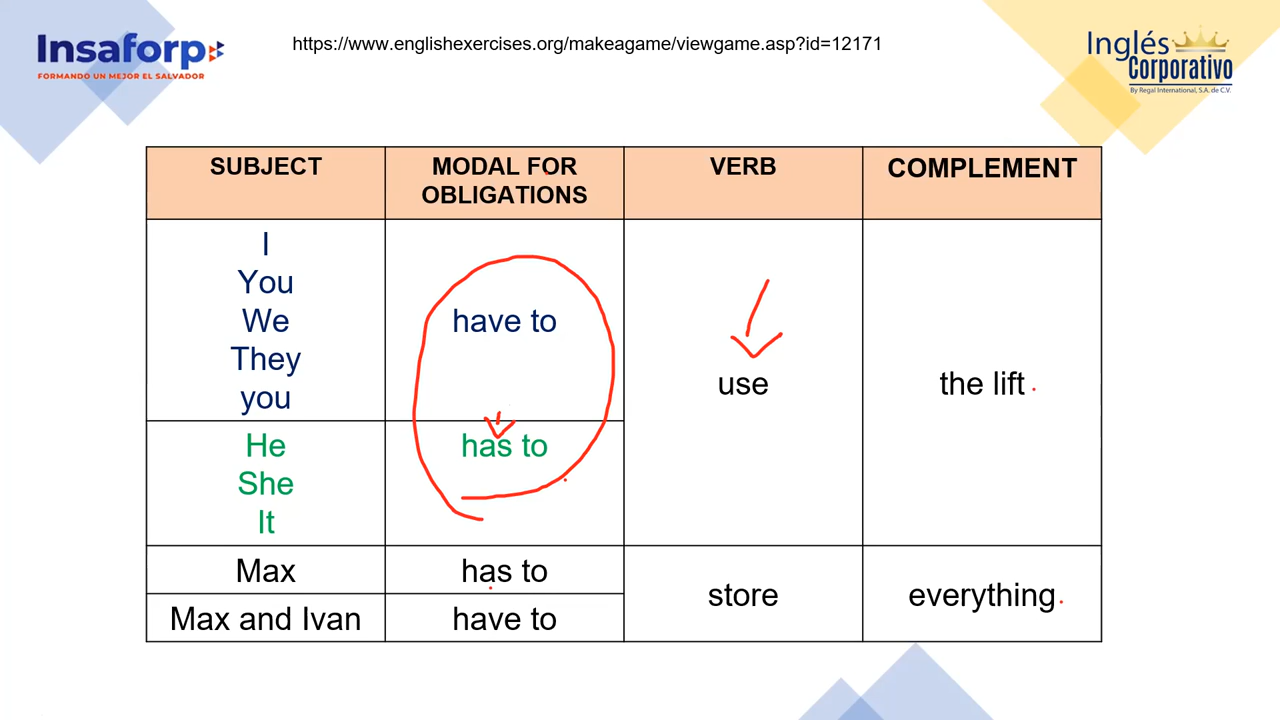 Insaforp
FORMANDO UN MEJOR EL SALVADOR
https://www.englishexercises.org/makeagame/viewgame.asp?id=12171
Inglés
Corporativo
By Regal International, S.A. de C.V.
SUBJECT
MODAL FOR
OBLIGATIONS
VERB
COMPLEMENT
I
You
We
They
you
have to
He
She
It
has to
use
the lift
Max
has to
Max and Ivan
have to
store
everything